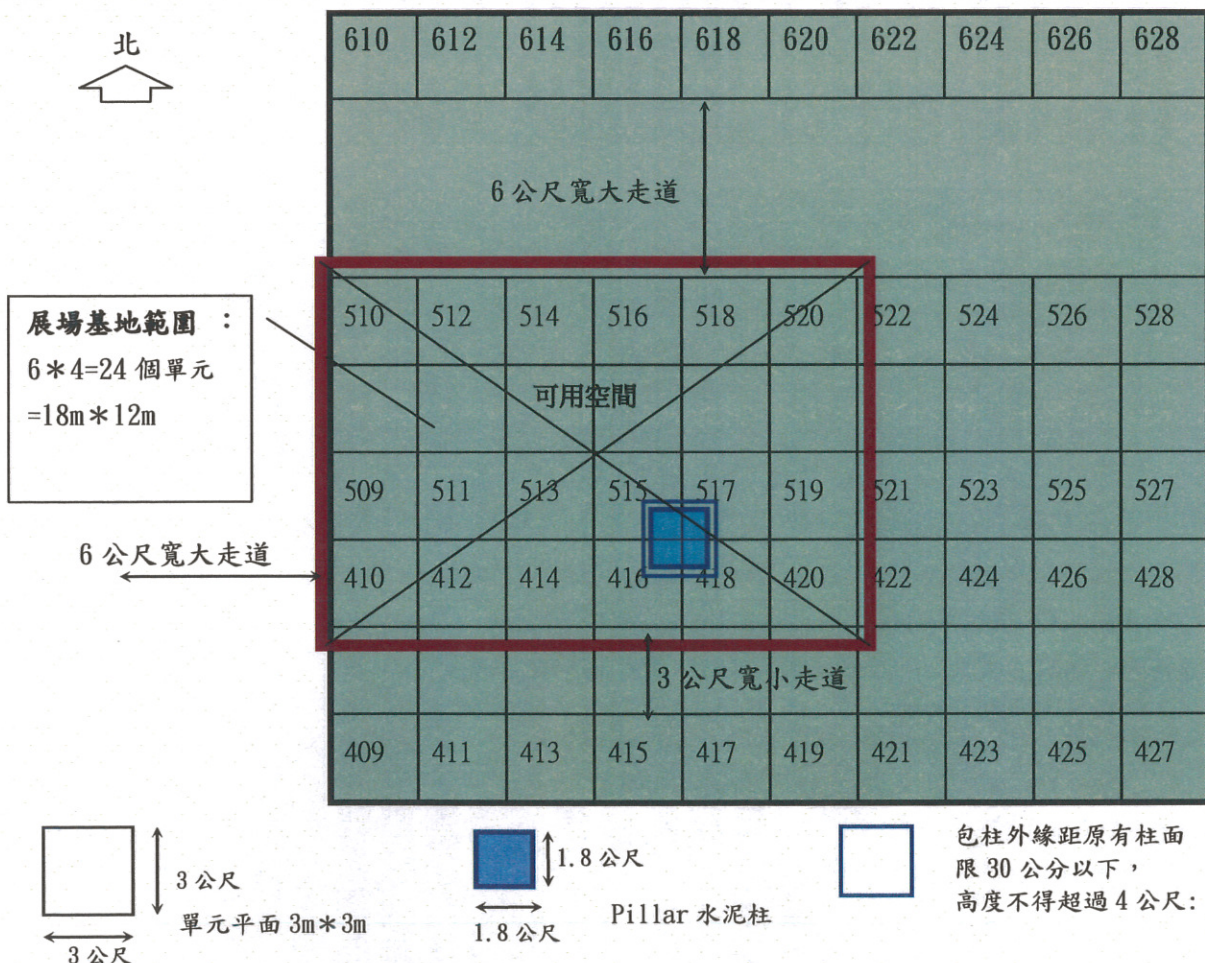 北
610 612 614 616 618 620 622 624 626 628
6公尺寬大走道
展場基地範圍 :
6*4=24 個單元
=18m*12m
510 512 514 516 518 520 522 524 526 528
可用空間
509 511 513 515 517 519 521 523 525 527
6公尺寬大走道
410 412 414 416 418 420 422 424 426 428
3公尺寬小走道
409 411 413 415 417 419 421 423 425 427
3公尺
單元平面 3m*3m
3公尺
1.8公尺
Pillar 水泥柱
1.8公尺
包柱外緣距原有柱面
限 30 公分以下,
高度不得超過 4 公尺: